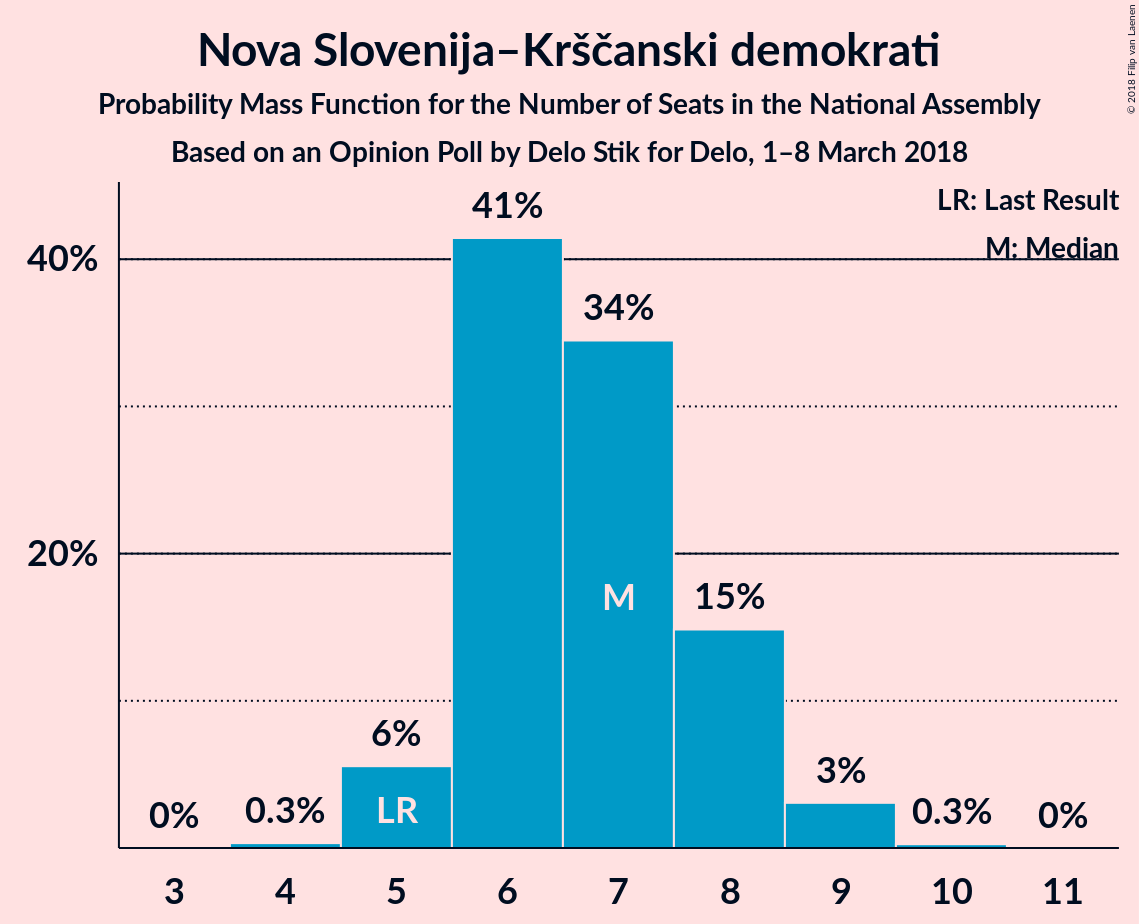 Nova Slovenija–Krščanski demokrati
Probability Mass Function for the Number of Seats in the National Assembly
Based on an Opinion Poll by Delo Stik for Delo, 1–8 March 2018
© 2018 Filip van Laenen
LR: Last Result
M: Median
40%
20%
0%
0.3%
6%
41%
34%
15%
3%
0.3%
0%
LR
M
3 4 5 6 7 8 9 10 11